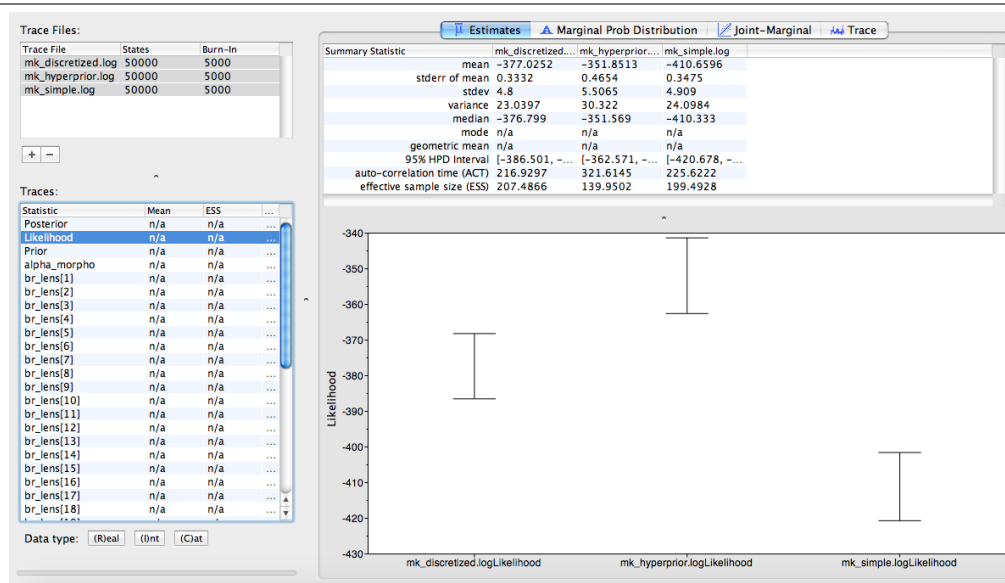 Trace Files:
Trace File States Burn-In
mk_discretized.log 50000 5000
mk_hyperprior.log 50000 5000
mk_simple.log 50000 5000
+ −
Traces:
Statistic Mean ESS ...
Posterior n/a n/a ...
Likelihood n/a n/a ...
Prior n/a n/a ...
alpha_morpho n/a n/a ...
br_lens[1] n/a n/a ...
br_lens[2] n/a n/a ...
br_lens[3] n/a n/a ...
br_lens[4] n/a n/a ...
br_lens[5] n/a n/a ...
br_lens[6] n/a n/a ...
br_lens[7] n/a n/a ...
br_lens[8] n/a n/a ...
br_lens[9] n/a n/a ...
br_lens[10] n/a n/a ...
br_lens[11] n/a n/a ...
br_lens[12] n/a n/a ...
br_lens[13] n/a n/a ...
br_lens[14] n/a n/a ...
br_lens[15] n/a n/a ...
br_lens[16] n/a n/a ...
br_lens[17] n/a n/a ...
br_lens[18] n/a n/a ...
Data type: (R)eal (I)nt (C)at
Estimates Marginal Prob Distribution Joint-Marginal Trace
Summary Statistic mk_discretized.... mk_hyperprior.... mk_simple.log
mean -377.0252 -351.8513 -410.6596
stderr of mean 0.3332 0.4654 0.3475
stdev 4.8 5.5065 4.909
variance 23.0397 30.322 24.0984
median -376.799 -351.569 -410.333
mode n/a n/a n/a
geometric mean n/a n/a n/a
95% HPD Interval [-386.501, -... [-362.571, -... [-420.678, -...
auto-correlation time (ACT) 216.9297 321.6145 225.6222
effective sample size (ESS) 207.4866 139.9502 199.4928
-340
-350
-360
-370
-380
-390
-400
-410
-420
-430
Likelihood
mk_discretized.logLikelihood mk_hyperprior.logLikelihood mk_simple.logLikelihood